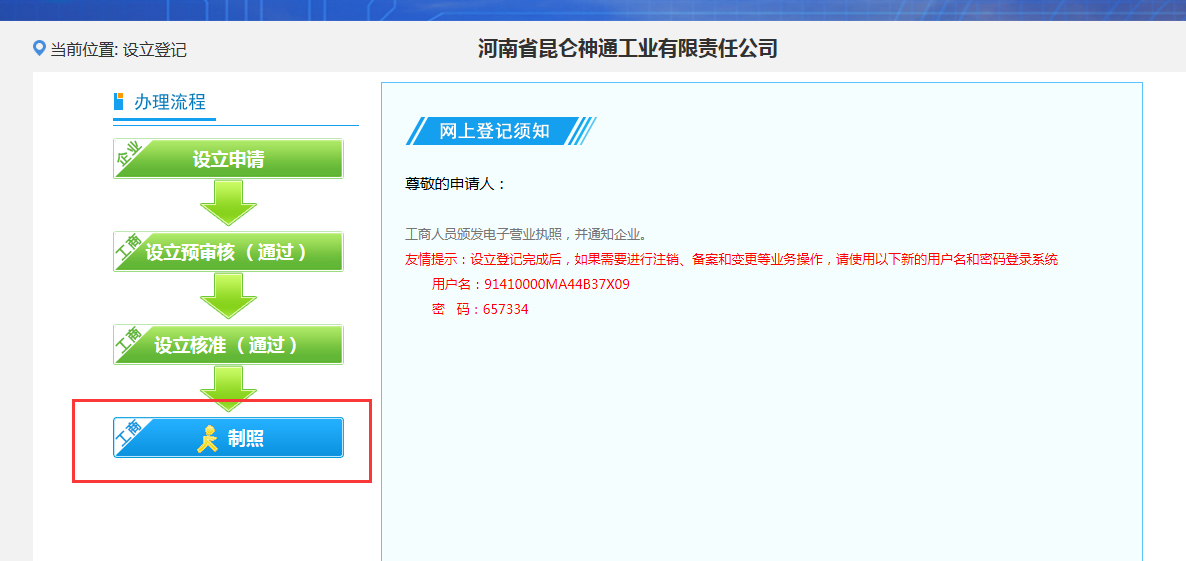 当前位置: 设立登记
河南省昆仑神通工业有限责任公司
办理流程
企业
设立申请
工商
设立预审核（通过）
工商
设立核准（通过）
工商
制照
网上登记须知
尊敬的申请人：
工商人员颁发电子营业执照，并通知企业。
友情提示：设立登记完成后，如果需要进行注销、备案和变更等业务操作，请使用以下新的用户名和密码登录系统
用户名：91410000MA44B37X09
密 码：657334